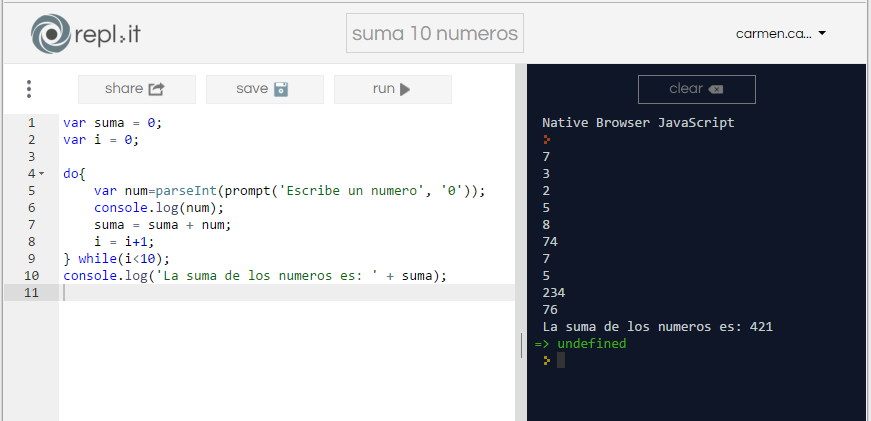 repl.it
suma 10 numeros
carmen.ca...
share
save
run
clear
1 var suma = 0;
2 var i = 0;
3
4 do{
5 var num=parseInt(prompt('Escribe un numero', '0'));
6 console.log(num);
7 suma = suma + num;
8 i = i+1;
9 } while(i<10);
10 console.log('La suma de los numeros es: ' + suma);
11
Native Browser JavaScript
7
3
2
5
8
74
7
5
234
76
La suma de los numeros es: 421
=> undefined